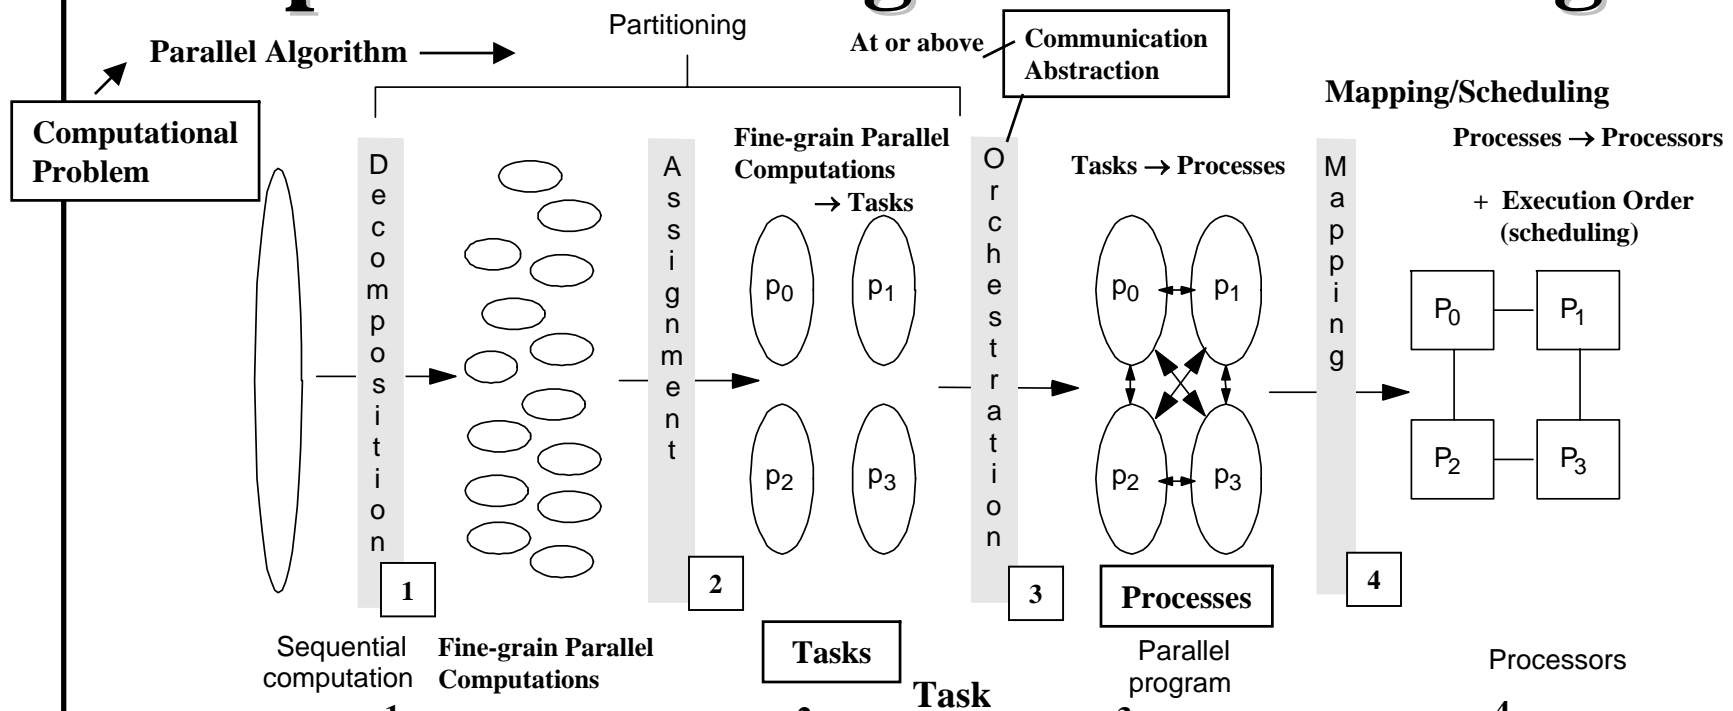 Partitioning
Parallel Algorithm
At or above
Communication
Abstraction
Mapping/Scheduling
Computational
Problem
Fine-grain Parallel
Computations
→ Tasks
Tasks → Processes
Processes → Processors
+ Execution Order
(scheduling)
Decomposition
Assignment
Orchestration
Mapping
p0
p1
p2
p3
p0
p1
p2
p3
P0
P1
P2
P3
1
2
3
4
Processes
Tasks
Sequential
computation
Fine-grain Parallel
Computations
Parallel
program
Processors
Task